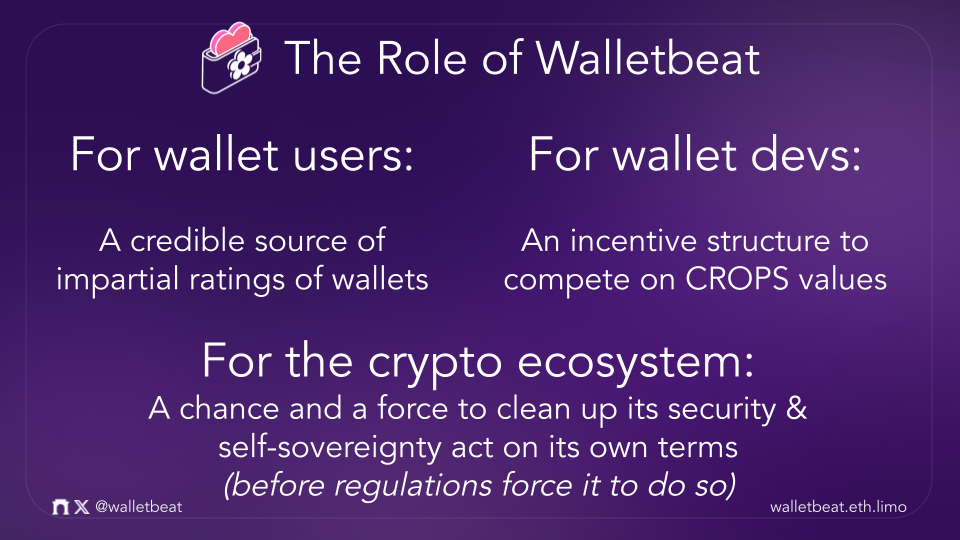 The Role of Walletbeat
For wallet users:
A credible source of
impartial ratings of wallets
For wallet devs:
An incentive structure to
compete on CROPS values
For the crypto ecosystem:
A chance and a force to clean up its security &
self-sovereignty act on its own terms
(before regulations force it to do so)
@walletbeat
walletbeat.eth.limo